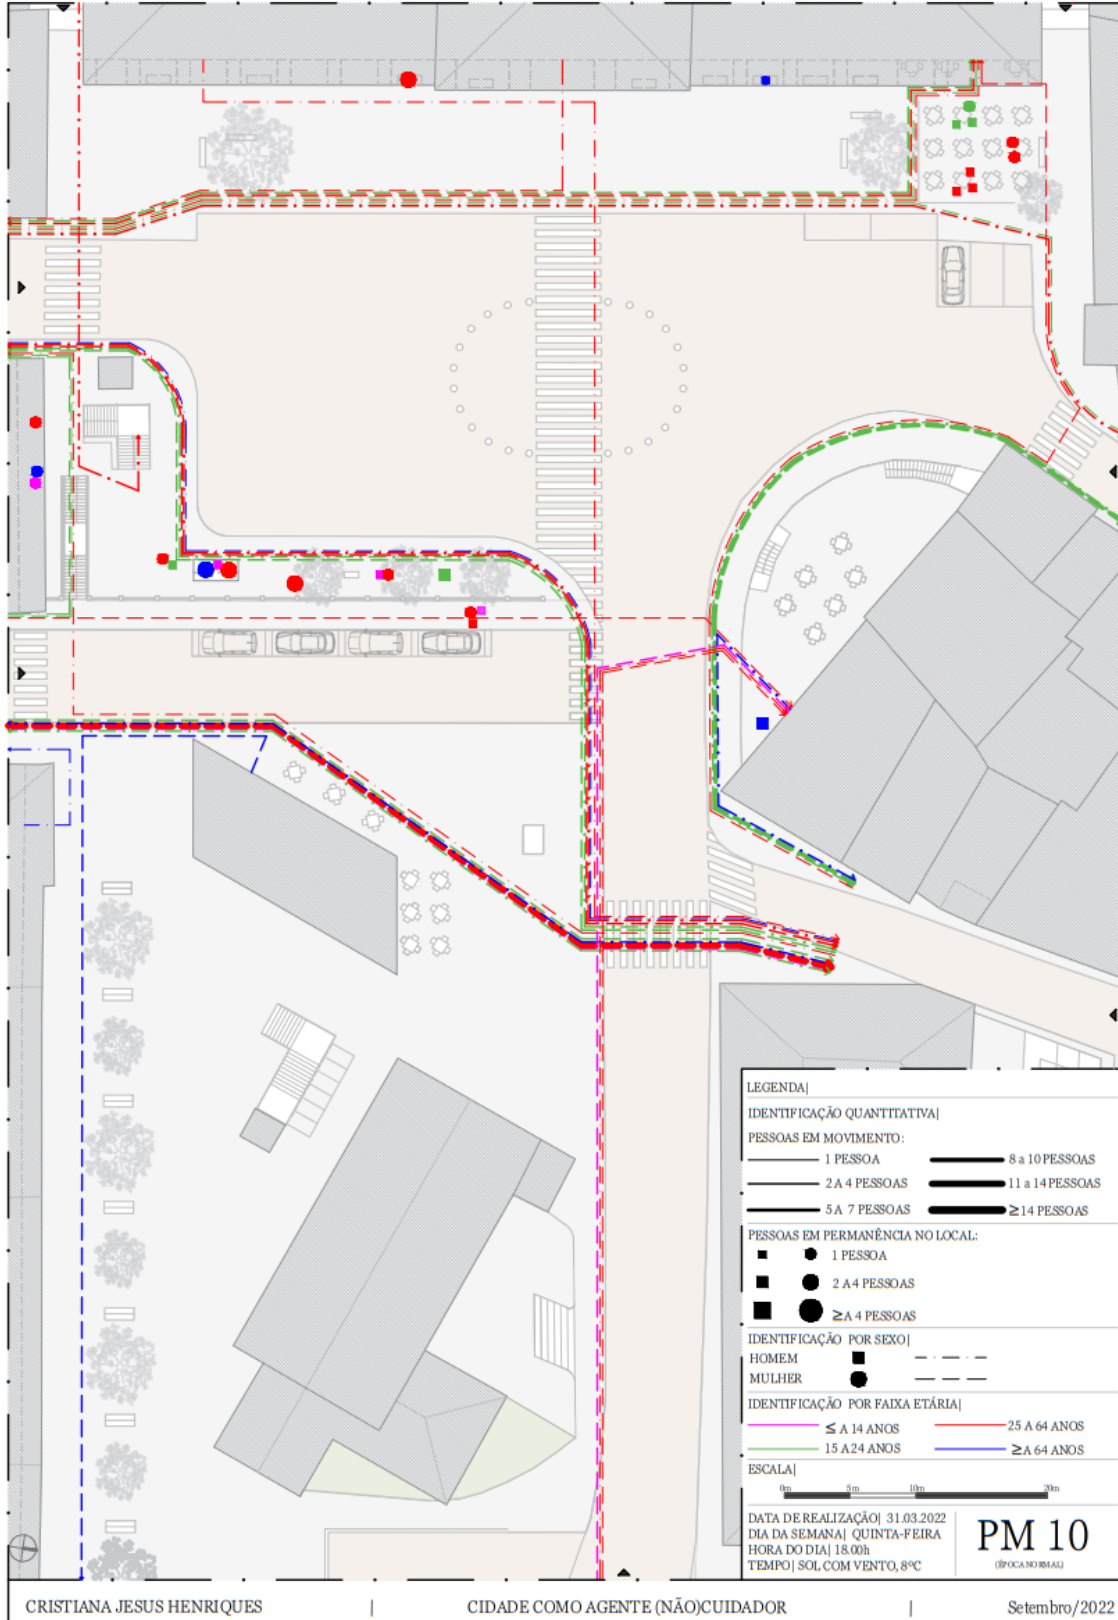 LEGENDA|
IDENTIFICAÇÃO QUANTITATIVA|
PESSOAS EM MOVIMENTO:
1 PESSOA
8 a 10 PESSOAS
2 A 4 PESSOAS
11 a 14 PESSOAS
5 A 7 PESSOAS
≥14 PESSOAS
PESSOAS EM PERMANÊNCIA NO LOCAL:
1 PESSOA
2 A 4 PESSOAS
≥A 4 PESSOAS
IDENTIFICAÇÃO POR SEXO|
HOMEM
MULHER
IDENTIFICAÇÃO POR FAIXA ETÁRIA|
≤ A 14 ANOS
25 A 64 ANOS
15 A 24 ANOS
≥A 64 ANOS
ESCALA|
0m 5m 10m 20m
DATA DE REALIZAÇÃO| 31.03.2022
DIA DA SEMANA| QUINTA-FEIRA
HORA DO DIA| 18.00h
TEMPO| SOL COM VENTO, 8ºC
PM 10
(ÉPOCA NORMAL)
CRISTIANA JESUS HENRIQUES | CIDADE COMO AGENTE (NÃO)CUIDADOR | Setembro/2022